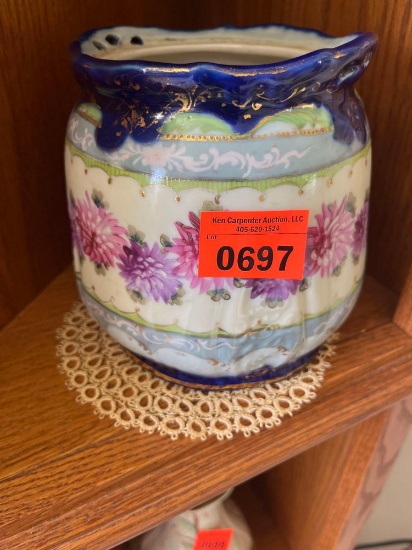 Ken Carpenter Auction, LLC
405-620-1524
LOT
0697